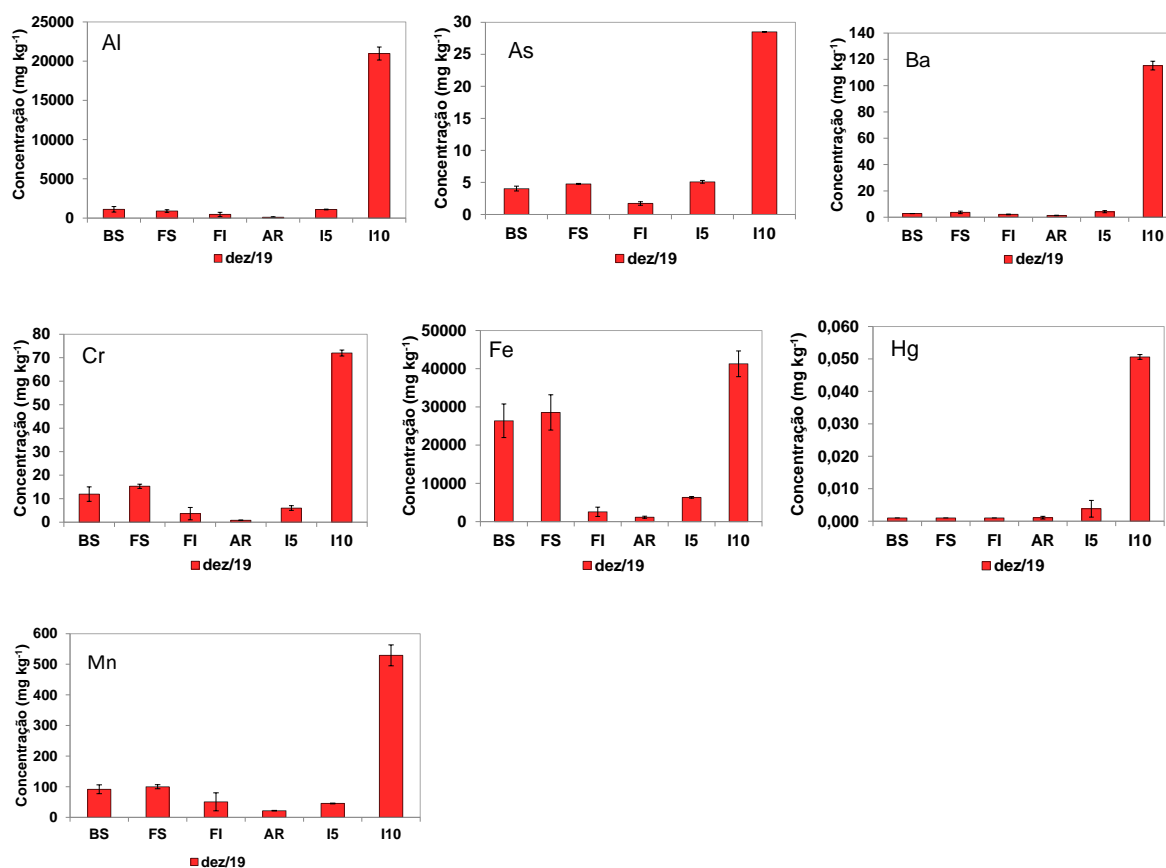 Al
Concentração (mg kg-1)
25000
20000
15000
10000
5000
0
BS FS FI AR I5 I10
dez/19
As
Concentração (mg kg-1)
30
25
20
15
10
5
0
BS FS FI AR I5 I10
dez/19
Ba
Concentração (mg kg-1)
140
120
100
80
60
40
20
0
BS FS FI AR I5 I10
dez/19
Cr
Concentração (mg kg-1)
80
70
60
50
40
30
20
10
0
BS FS FI AR I5 I10
dez/19
Fe
Concentração (mg kg-1)
50000
40000
30000
20000
10000
0
BS FS FI AR I5 I10
dez/19
Hg
Concentração (mg kg-1)
0,060
0,050
0,040
0,030
0,020
0,010
0,000
BS FS FI AR I5 I10
dez/19
Mn
Concentração (mg kg-1)
600
500
400
300
200
100
0
BS FS FI AR I5 I10
dez/19